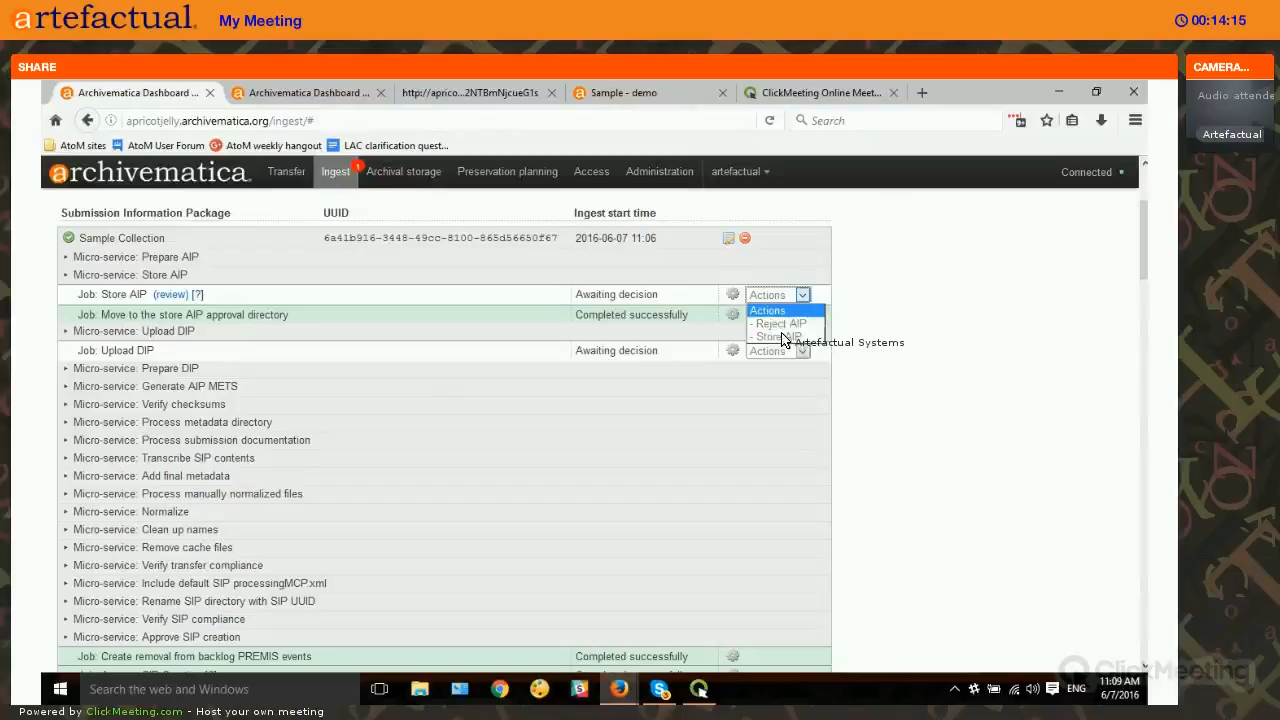 artefactual. My Meeting 00:14:15
SHARE CAMERA...
Archivematica Dashboard ... Archivematica Dashboard ... http://aprico...2NTBmNjcueG1s Sample - demo ClickMeeting Online Meet...
Audio attende
apricotjelly.archivematica.org/ingest/# Search
Artefactual
AtoM sites AtoM User Forum AtoM weekly hangout LAC clarification quest...
archivematica. Transfer Ingest 1 Archival storage Preservation planning Access Administration artefactual Connected
Submission Information Package UUID Ingest start time
Sample Collection 6a41b916-3448-49cc-8100-865d56650f67 2016-06-07 11:06
Micro-service: Prepare AIP
Micro-service: Store AIP
Job: Store AIP (review) [?] Awaiting decision Actions
Actions
Job: Move to the store AIP approval directory Completed successfully
- Reject AIP
Micro-service: Upload DIP
- Store AIP
Artefactual Systems
Job: Upload DIP Awaiting decision Actions
Micro-service: Prepare DIP
Micro-service: Generate AIP METS
Micro-service: Verify checksums
Micro-service: Process metadata directory
Micro-service: Process submission documentation
Micro-service: Transcribe SIP contents
Micro-service: Add final metadata
Micro-service: Process manually normalized files
Micro-service: Normalize
Micro-service: Clean up names
Micro-service: Remove cache files
Micro-service: Verify transfer compliance
Micro-service: Include default SIP processingMCP.xml
Micro-service: Rename SIP directory with SIP UUID
Micro-service: Verify SIP compliance
Micro-service: Approve SIP creation
Job: Create removal from backlog PREMIS events Completed successfully
ClickMeeting
Search the web and Windows ENG 11:09 AM
6/7/2016
Powered by ClickMeeting.com - Host your own meeting